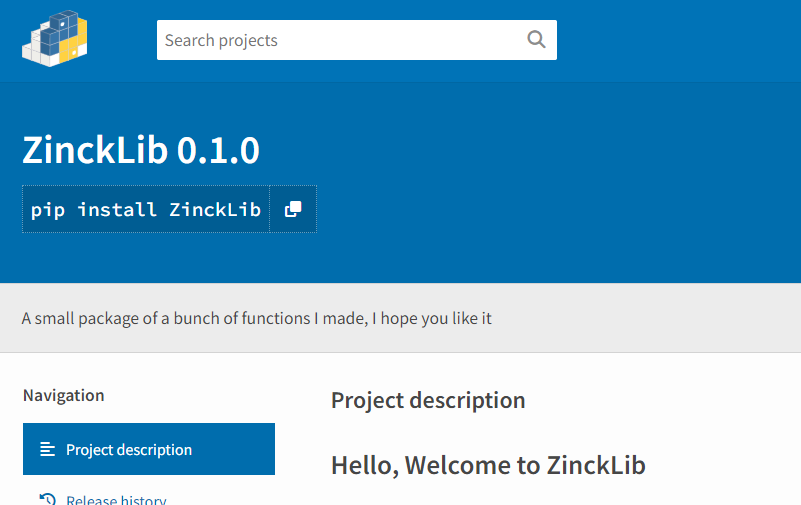 Search projects
ZinckLib 0.1.0
pip install ZinckLib
A small package of a bunch of functions I made, I hope you like it
Navigation
Project description
Release history
Project description
Hello, Welcome to ZinckLib